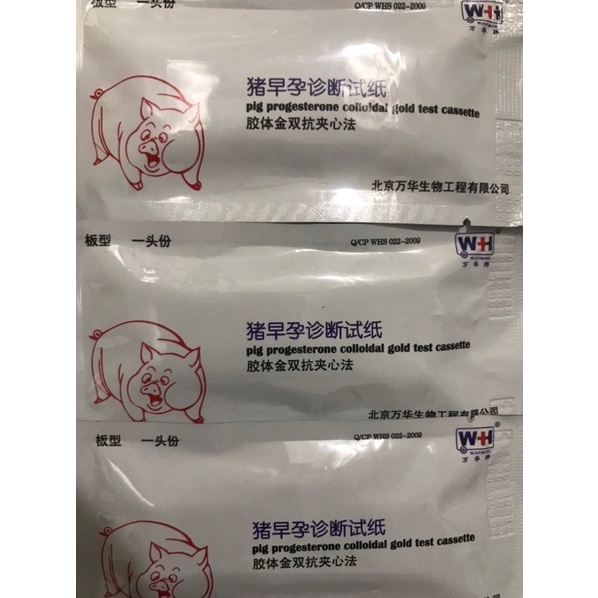 板型 一头份 Q/CP WHS 022-2009
WH
万华牌
猪早孕诊断试纸
pig progesterone colloidal gold test cassette
胶体金双抗夹心法
北京万华生物工程有限公司
板型 一头份 Q/CP WHS 022-2009
WH®
万华牌
猪早孕诊断试纸
pig progesterone colloidal gold test cassette
胶体金双抗夹心法
北京万华生物工程有限公司
板型 一头份 Q/CP WHS 022-2009
WH®
万华牌
猪早孕诊断试纸
pig progesterone colloidal gold test cassette
胶体金双抗夹心法